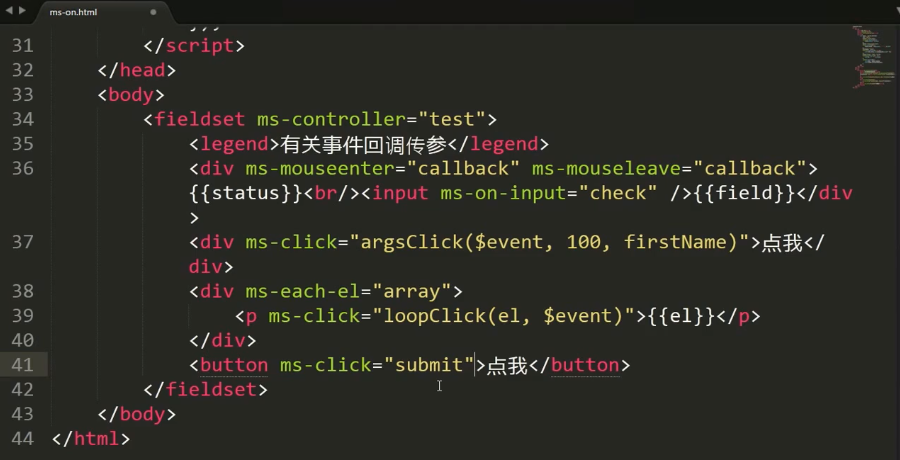 ms-on.html
31 </script>
32 </head>
33 <body>
34 <fieldset ms-controller="test">
35 <legend>有关事件回调传参</legend>
36 <div ms-mouseenter="callback" ms-mouseleave="callback">
{{status}}<br/><input ms-on-input="check" />{{field}}</div
>
37 <div ms-click="argsClick($event, 100, firstName)">点我</
div>
38 <div ms-each-el="array">
39 <p ms-click="loopClick(el, $event)">{{el}}</p>
40 </div>
41 <button ms-click="submit">点我</button>
42 </fieldset>
43 </body>
44 </html>